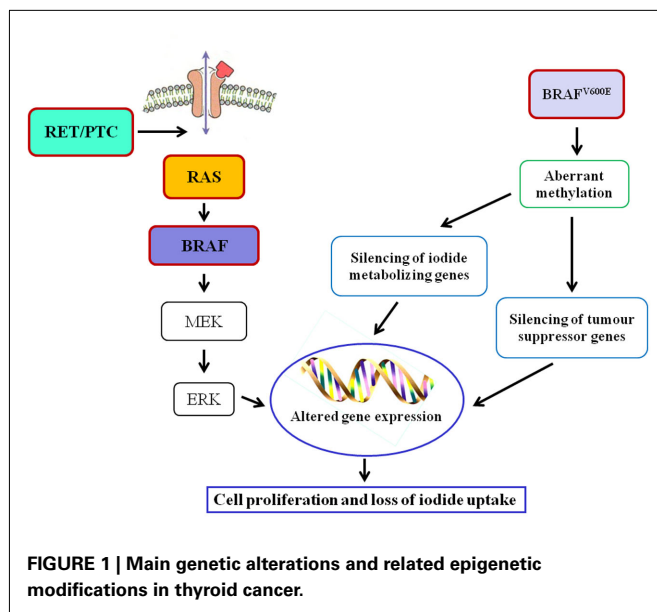 RET/PTC
RAS
BRAF
MEK
ERK
BRAFV600E
Aberrant
methylation
Silencing of iodide
metabolizing genes
Silencing of tumour
suppressor genes
Altered gene expression
Cell proliferation and loss of iodide uptake
FIGURE 1 | Main genetic alterations and related epigenetic
modifications in thyroid cancer.